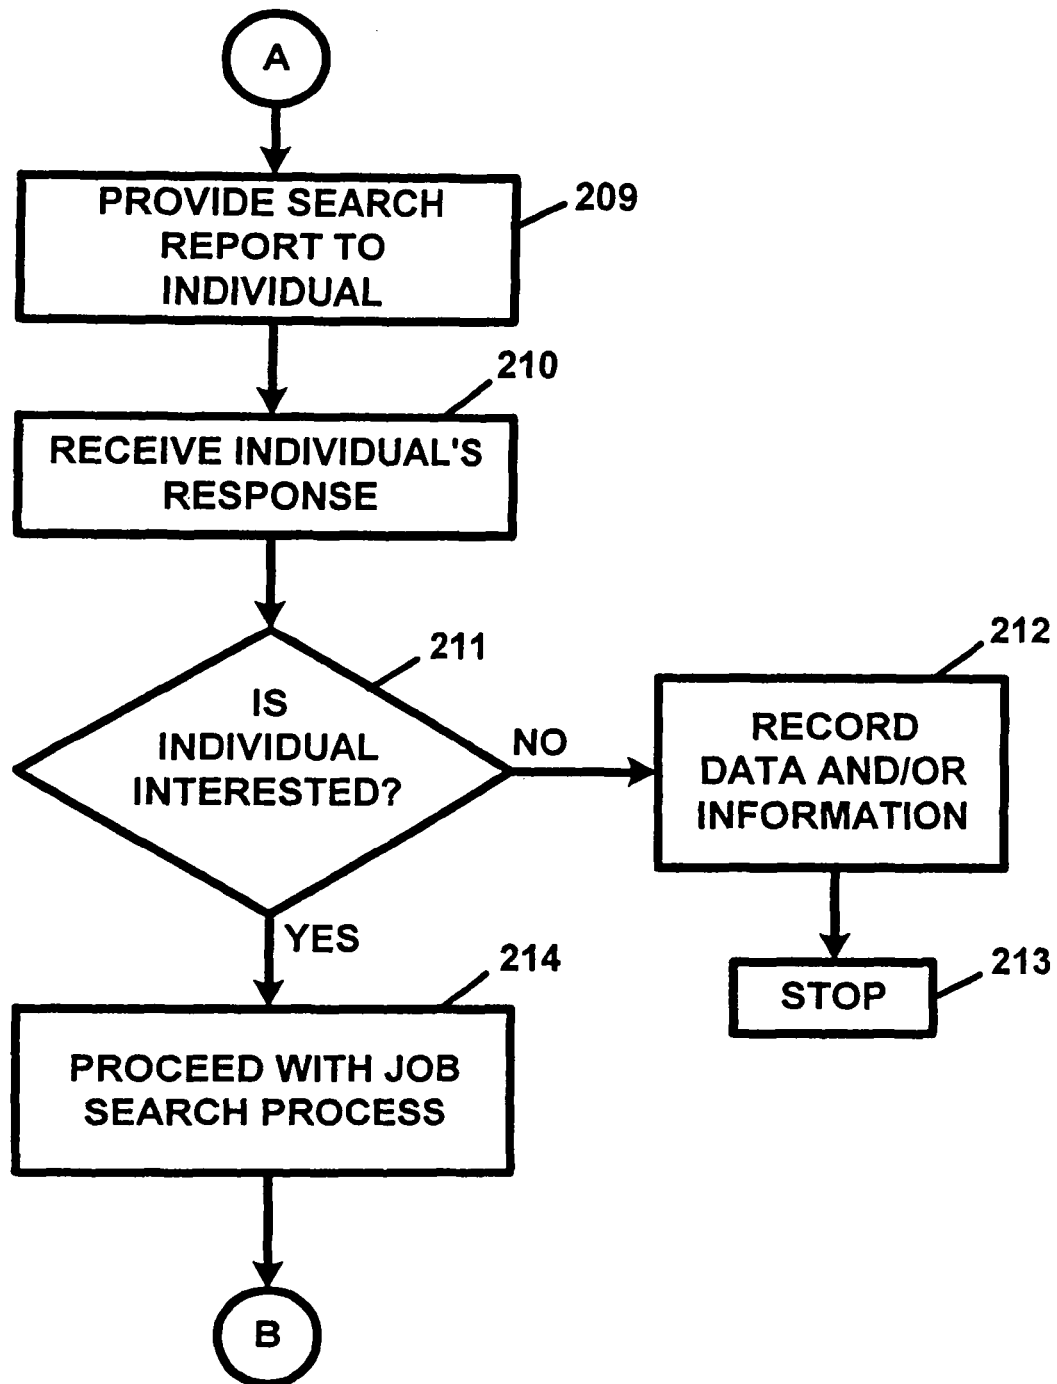 A
PROVIDE SEARCH
REPORT TO
INDIVIDUAL
209
210
RECEIVE INDIVIDUAL'S
RESPONSE
211
IS
INDIVIDUAL
INTERESTED?
NO
212
RECORD
DATA AND/OR
INFORMATION
YES
213
STOP
214
PROCEED WITH JOB
SEARCH PROCESS
B